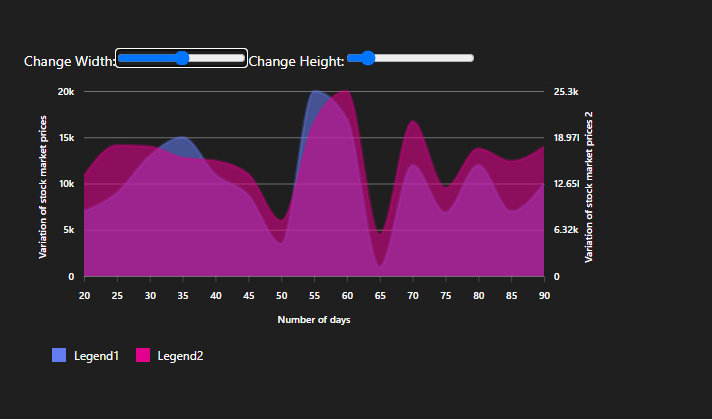 Change Width: Change Height:
20k
15k
10k
5k
0
Variation of stock market prices
25.3k
18.97l
12.65l
6.32k
0
Variation of stock market prices 2
20 25 30 35 40 45 50 55 60 65 70 75 80 85 90
Number of days
Legend1 Legend2